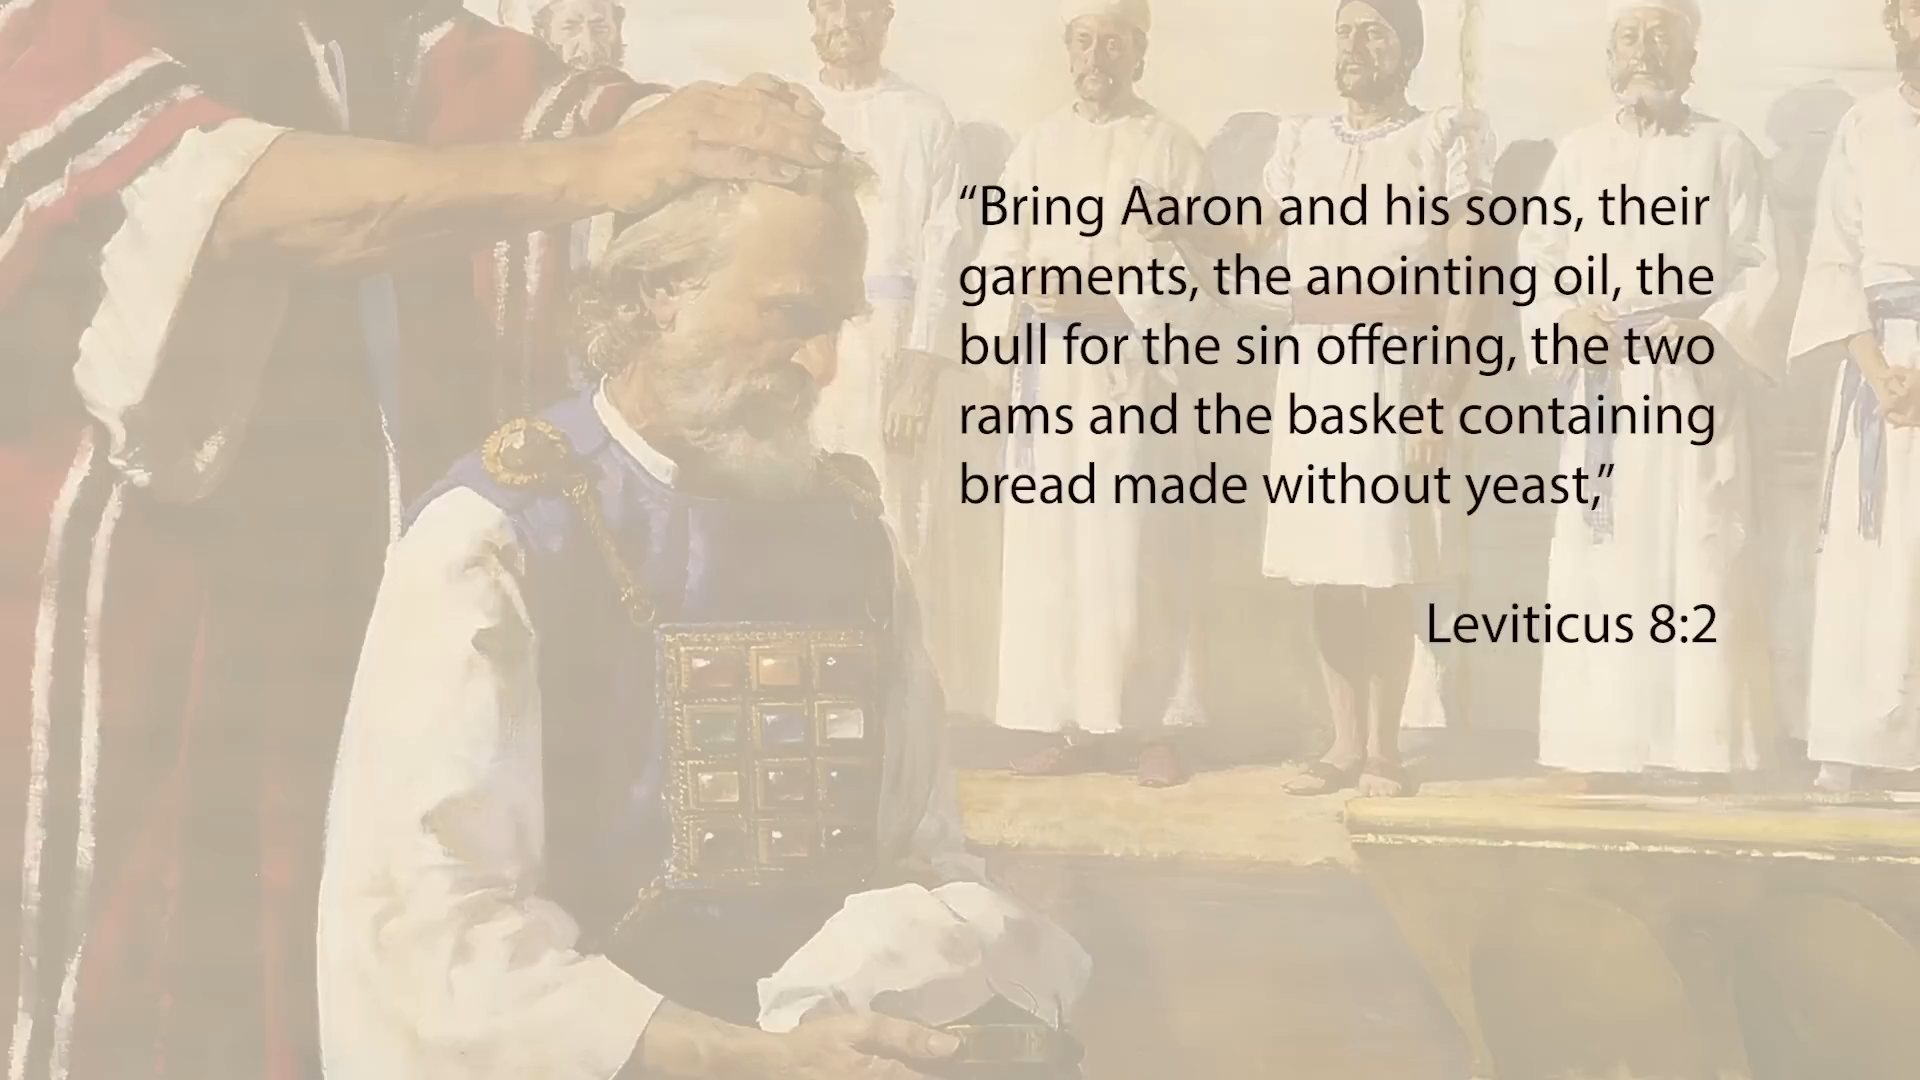 “Bring Aaron and his sons, their
garments, the anointing oil, the
bull for the sin offering, the two
rams and the basket containing
bread made without yeast,”
Leviticus 8:2